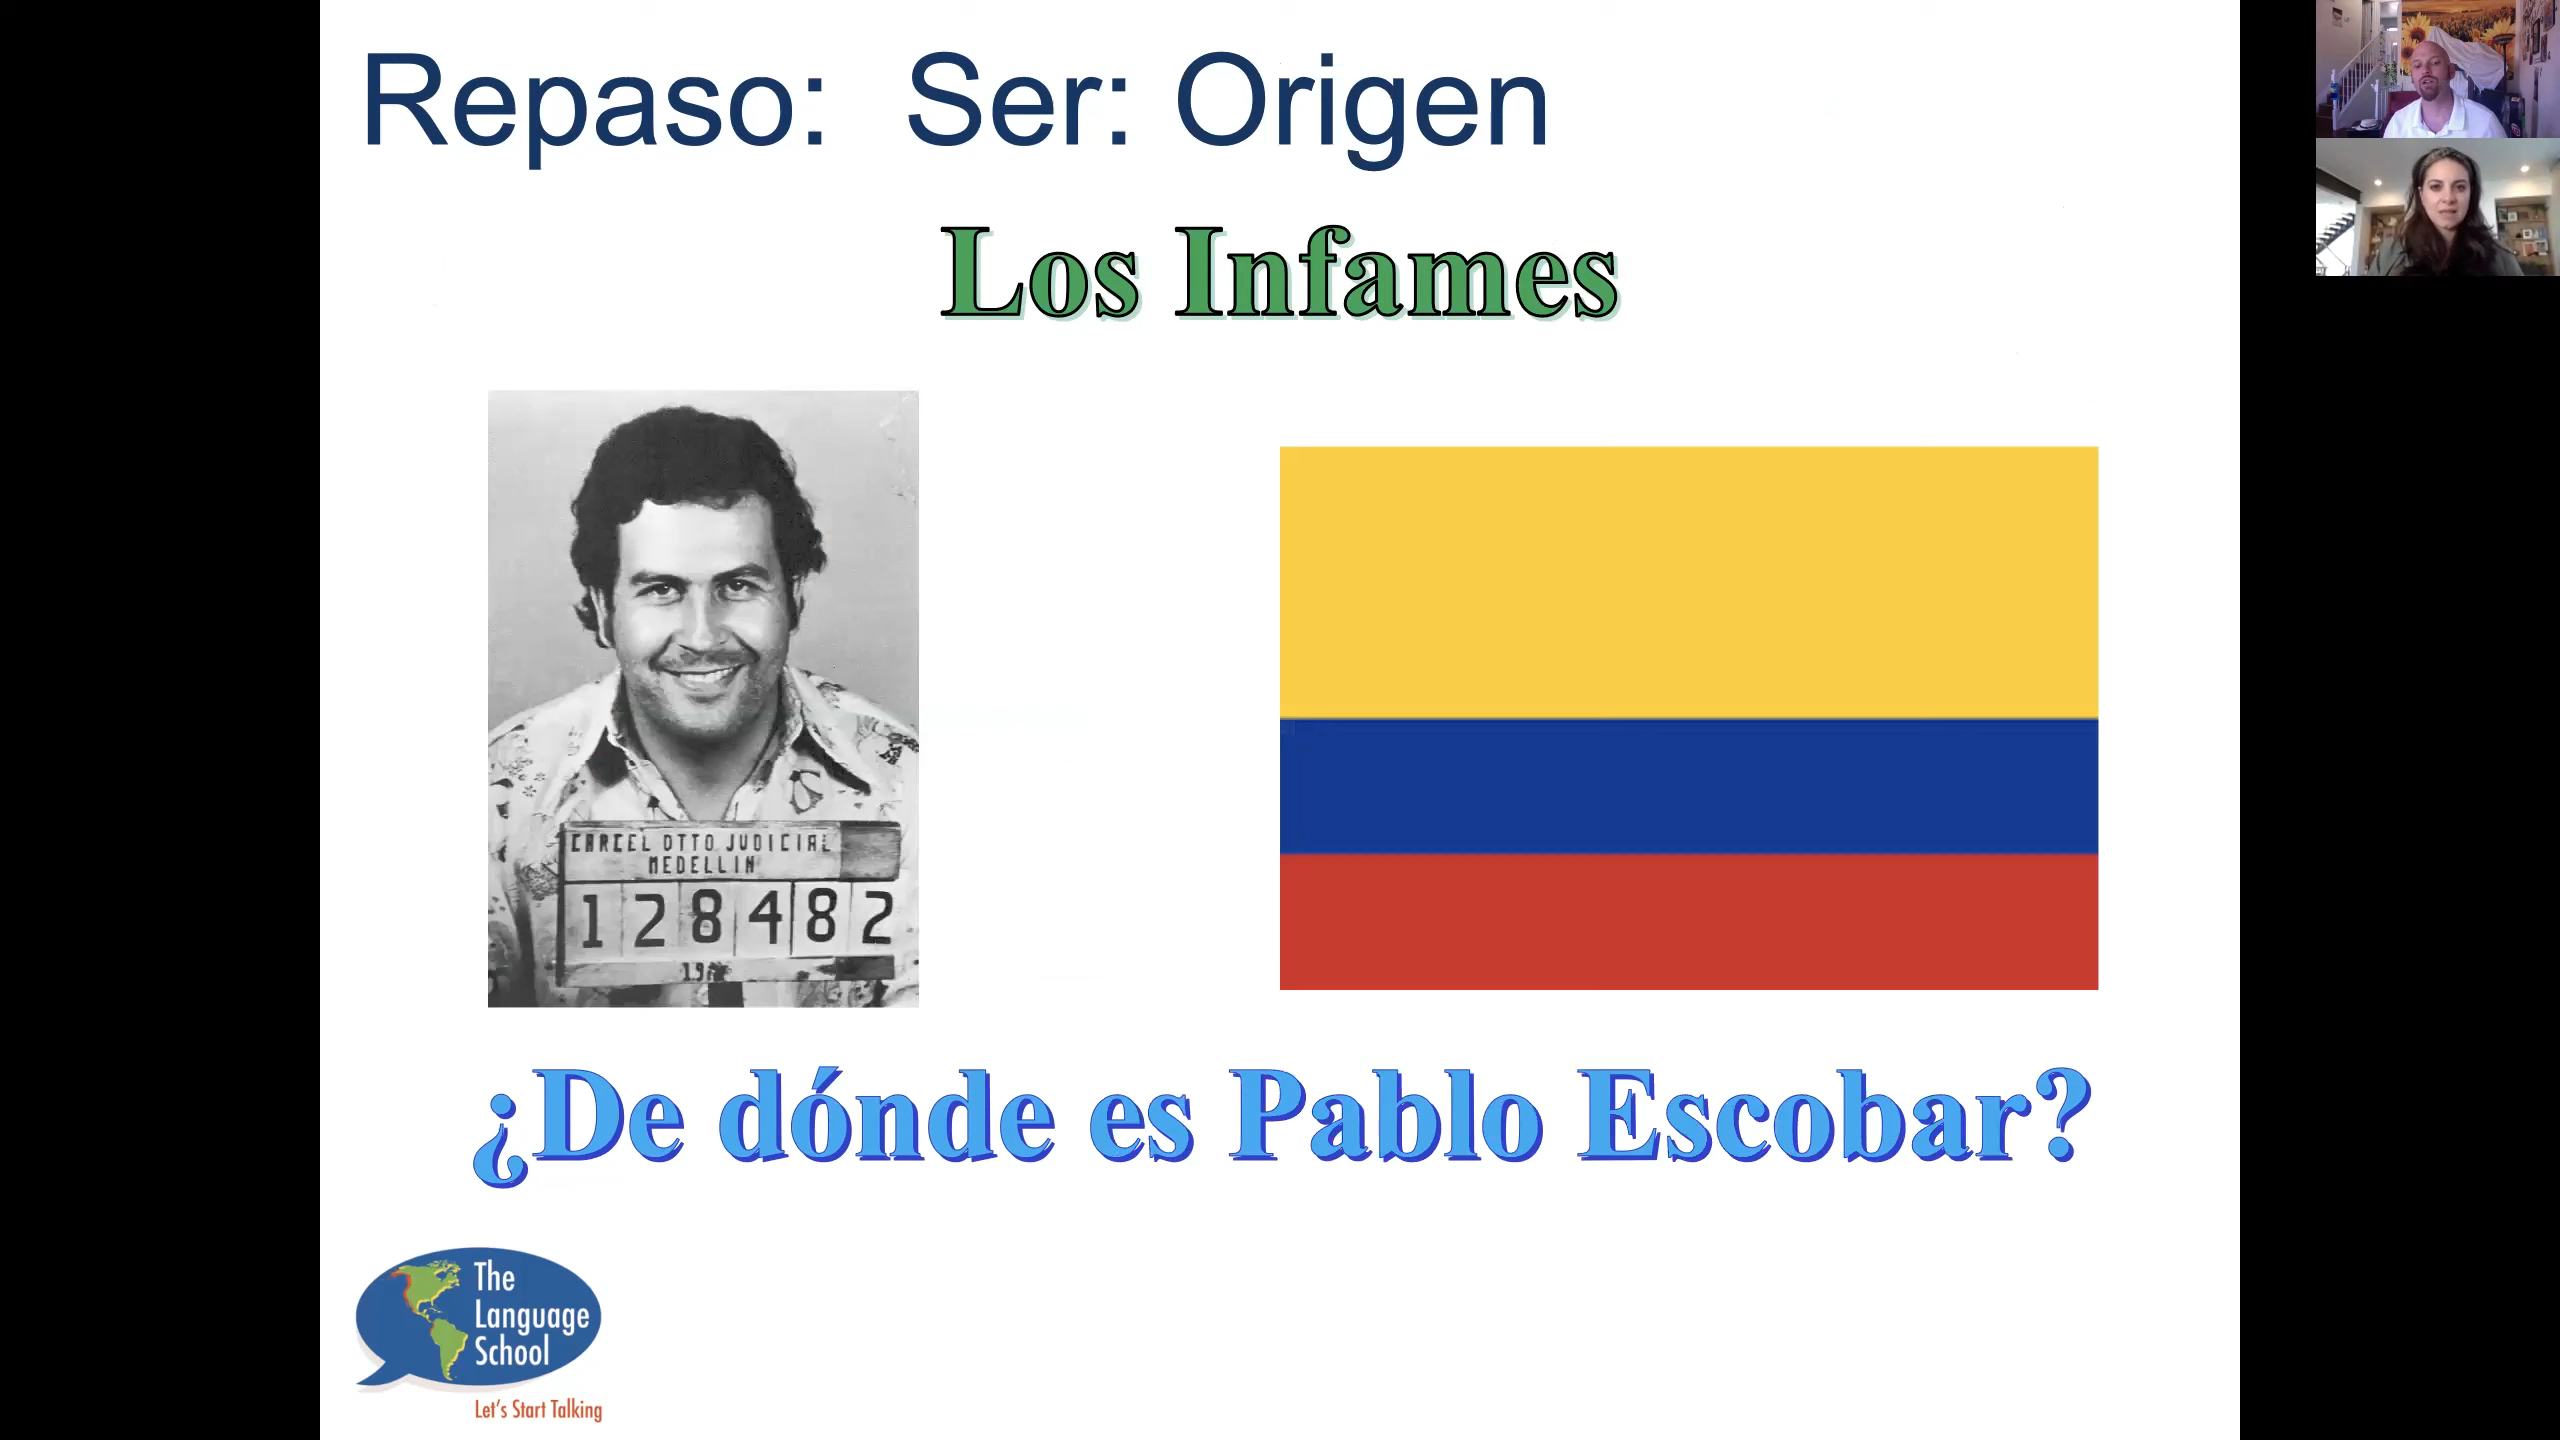 Repaso: Ser: Origen
Los Infames
CARCEL DTTO JUDICIAL
MEDELLIN
128482
¿De dónde es Pablo Escobar?
The
Language
School
Let's Start Talking